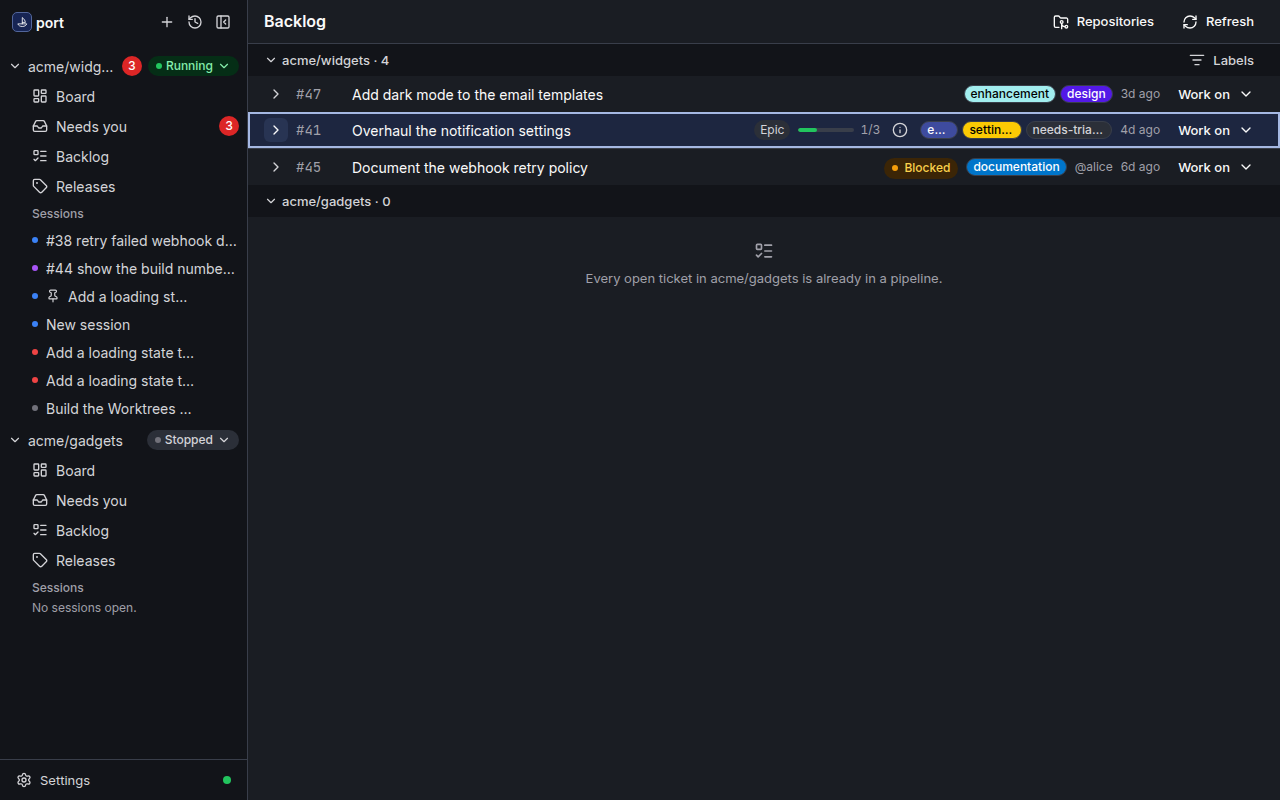 port
acme/widg... 3 Running
Board
Needs you 3
Backlog
Releases
Sessions
#38 retry failed webhook d...
#44 show the build numbe...
Add a loading st...
New session
Add a loading state t...
Add a loading state t...
Build the Worktrees ...
acme/gadgets Stopped
Board
Needs you
Backlog
Releases
Sessions
No sessions open.
Settings
Backlog Repositories Refresh
acme/widgets · 4 Labels
#47 Add dark mode to the email templates enhancement design 3d ago Work on
#41 Overhaul the notification settings Epic 1/3 e... settin... needs-tria... 4d ago Work on
#45 Document the webhook retry policy Blocked documentation @alice 6d ago Work on
acme/gadgets · 0
Every open ticket in acme/gadgets is already in a pipeline.